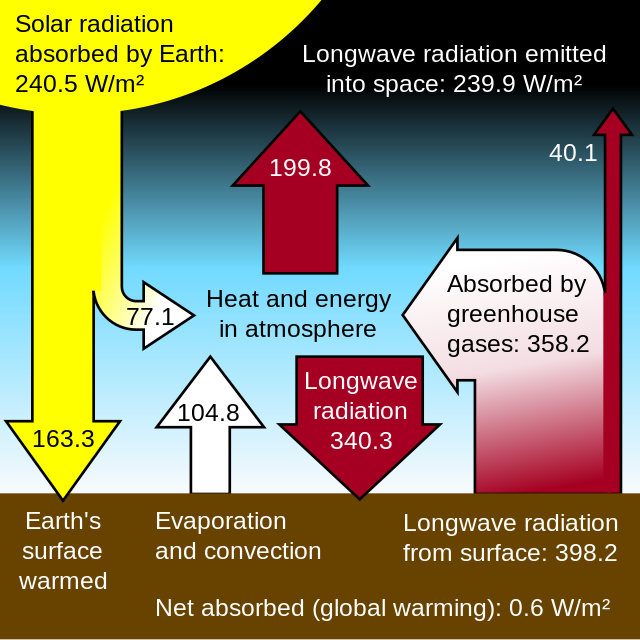 Solar radiation
absorbed by Earth:
240.5 W/m²
Longwave radiation emitted
into space: 239.9 W/m²
199.8
40.1
Absorbed by
greenhouse
gases: 358.2
Heat and energy
in atmosphere
77.1
163.3
104.8
Longwave
radiation
340.3
Earth's
surface
warmed
Evaporation
and convection
Longwave radiation
from surface: 398.2
Net absorbed (global warming): 0.6 W/m²